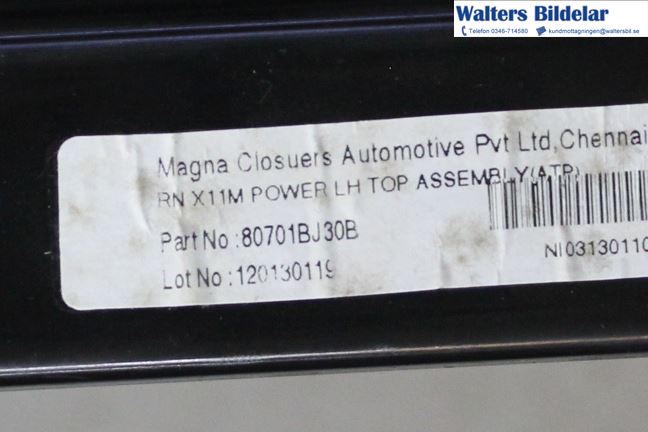 Walters Bildelar
Telefon 0346-714580 kundmottagningen@waltersbil.se
Magna Closuers Automotive Pvt Ltd,Chennai
RN X11M POWER LH TOP ASSEMBLY(ATP)
Part No :80701BJ30B
Lot No :120130119
NI03130110